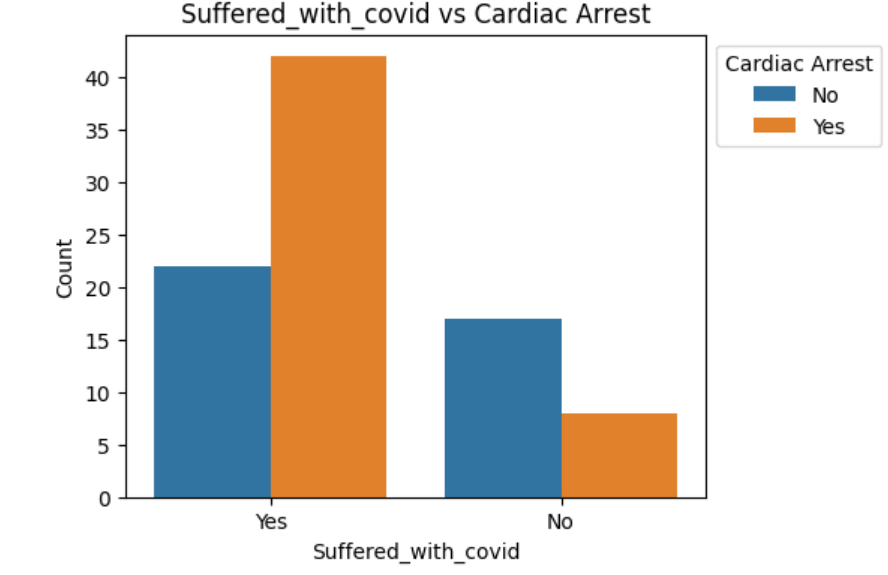 Suffered_with_covid vs Cardiac Arrest
Cardiac Arrest
No
Yes
Count
40
35
30
25
20
15
10
5
0
Yes
No
Suffered_with_covid